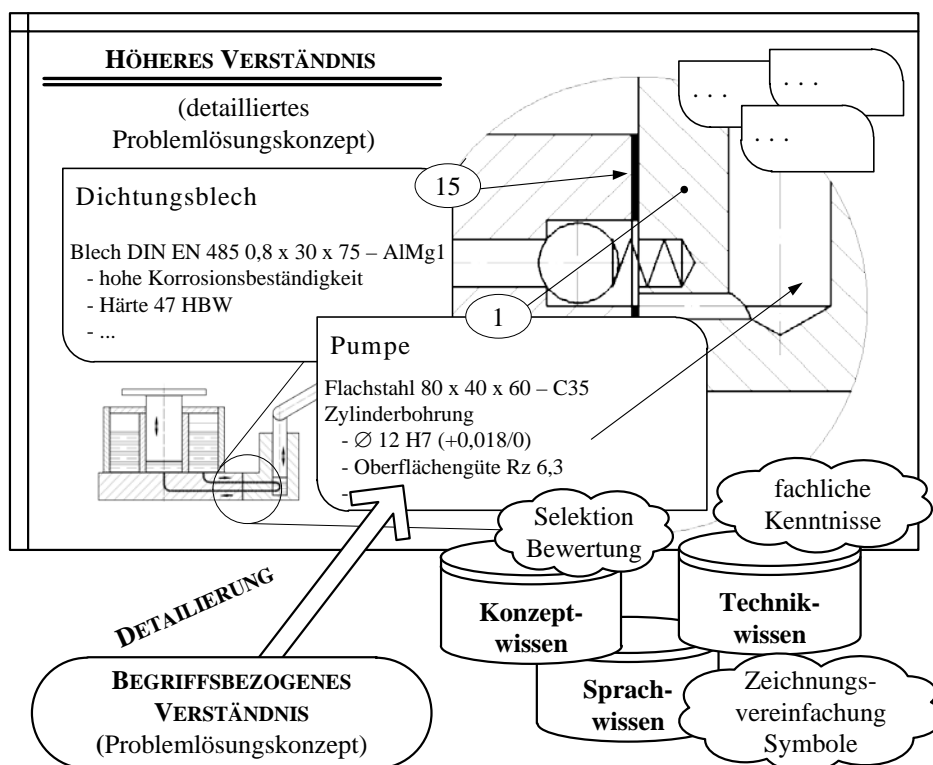 HÖHERES VERSTÄNDNIS
(detailliertes
Problemlösungskonzept)
. . .
. . .
. . .
15
Dichtungsblech
Blech DIN EN 485 0,8 x 30 x 75 – AlMg1
- hohe Korrosionsbeständigkeit
- Härte 47 HBW
- ...
1
Pumpe
Flachstahl 80 x 40 x 60 – C35
Zylinderbohrung
- ∅ 12 H7 (+0,018/0)
- Oberflächengüte Rz 6,3
-
DETAILIERUNG
BEGRIFFSBEZOGENES
VERSTÄNDNIS
(Problemlösungskonzept)
Selektion
Bewertung
Konzept-
wissen
fachliche
Kenntnisse
Technik-
wissen
Sprach-
wissen
Zeichnungs-
vereinfachung
Symbole